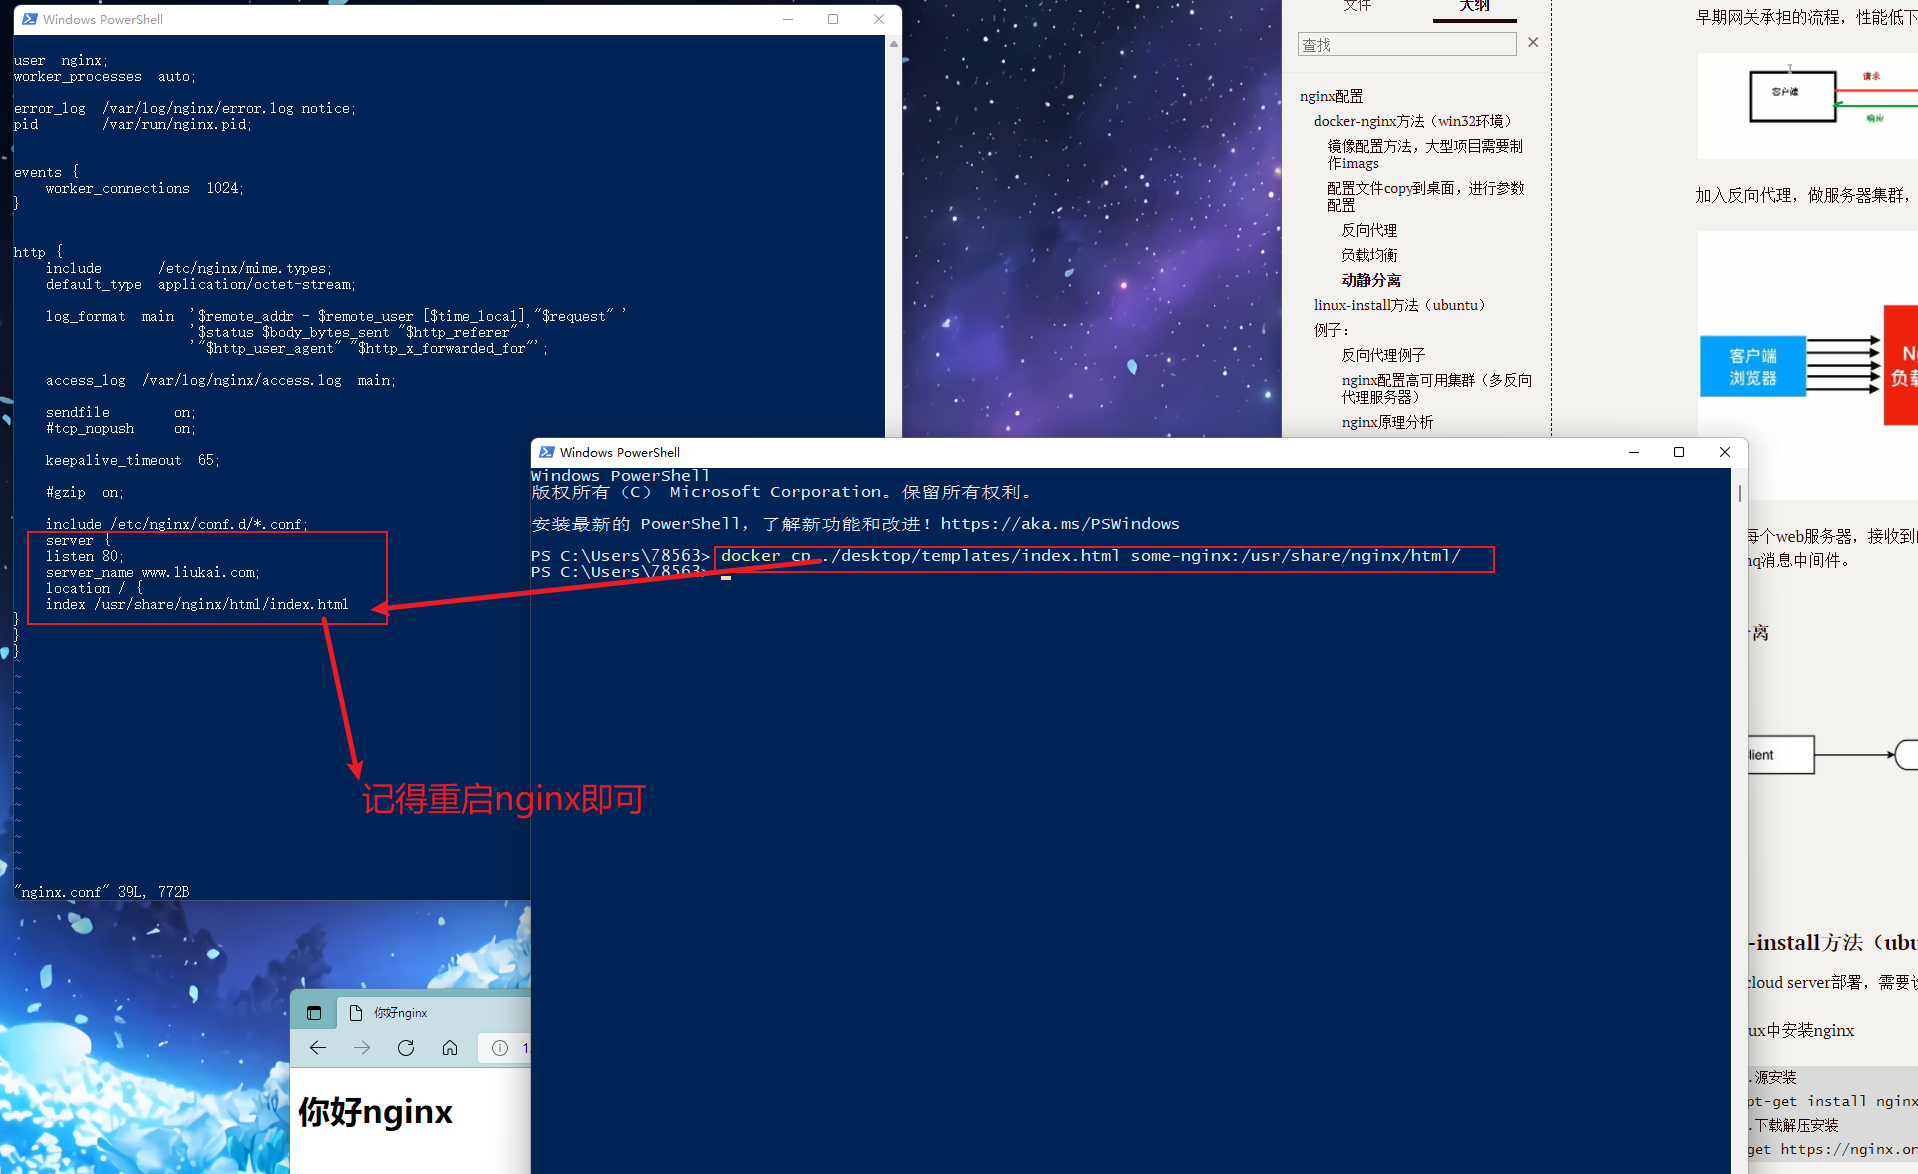 Windows PowerShell
user  nginx;
worker_processes  auto;
error_log  /var/log/nginx/error.log notice;
pid        /var/run/nginx.pid;
events {
    worker_connections  1024;
}
http {
    include       /etc/nginx/mime.types;
    default_type  application/octet-stream;
    log_format  main  '$remote_addr - $remote_user [$time_local] "$request" '
                      '$status $body_bytes_sent "$http_referer" '
                      '"$http_user_agent" "$http_x_forwarded_for"';
    access_log  /var/log/nginx/access.log  main;
    sendfile        on;
    #tcp_nopush     on;
    keepalive_timeout  65;
    #gzip  on;
    include /etc/nginx/conf.d/*.conf;
    server {
    listen 80;
    server_name www.liukai.com;
    location / {
    index /usr/share/nginx/html/index.html
}
}
}
~
~
~
~
~
~
~
~
~
~
~
~
~
~
"nginx.conf" 39L, 772B
记得重启nginx即可
Windows PowerShell
Windows PowerShell
版权所有（C） Microsoft Corporation。保留所有权利。
安装最新的 PowerShell，了解新功能和改进！https://aka.ms/PSWindows
PS C:\Users\78563> docker cp ./desktop/templates/index.html some-nginx:/usr/share/nginx/html/
PS C:\Users\78563>
你好nginx
你好nginx
文件
大纲
查找
nginx配置
docker-nginx方法（win32环境）
镜像配置方法，大型项目需要制
作imags
配置文件copy到桌面，进行参数
配置
反向代理
负载均衡
动静分离
linux-install方法（ubuntu）
例子：
反向代理例子
nginx配置高可用集群（多反向
代理服务器）
nginx原理分析
早期网关承担的流程，性能低下
客户端
请求
响应
加入反向代理，做服务器集群，
客户端
浏览器
N
负载
每个web服务器，接收到
q消息中间件。
离
lient
-install方法（ubu
cloud server部署，需要
ux中安装nginx
.源安装
pt-get install nginx
.下载解压安装
get https://nginx.or